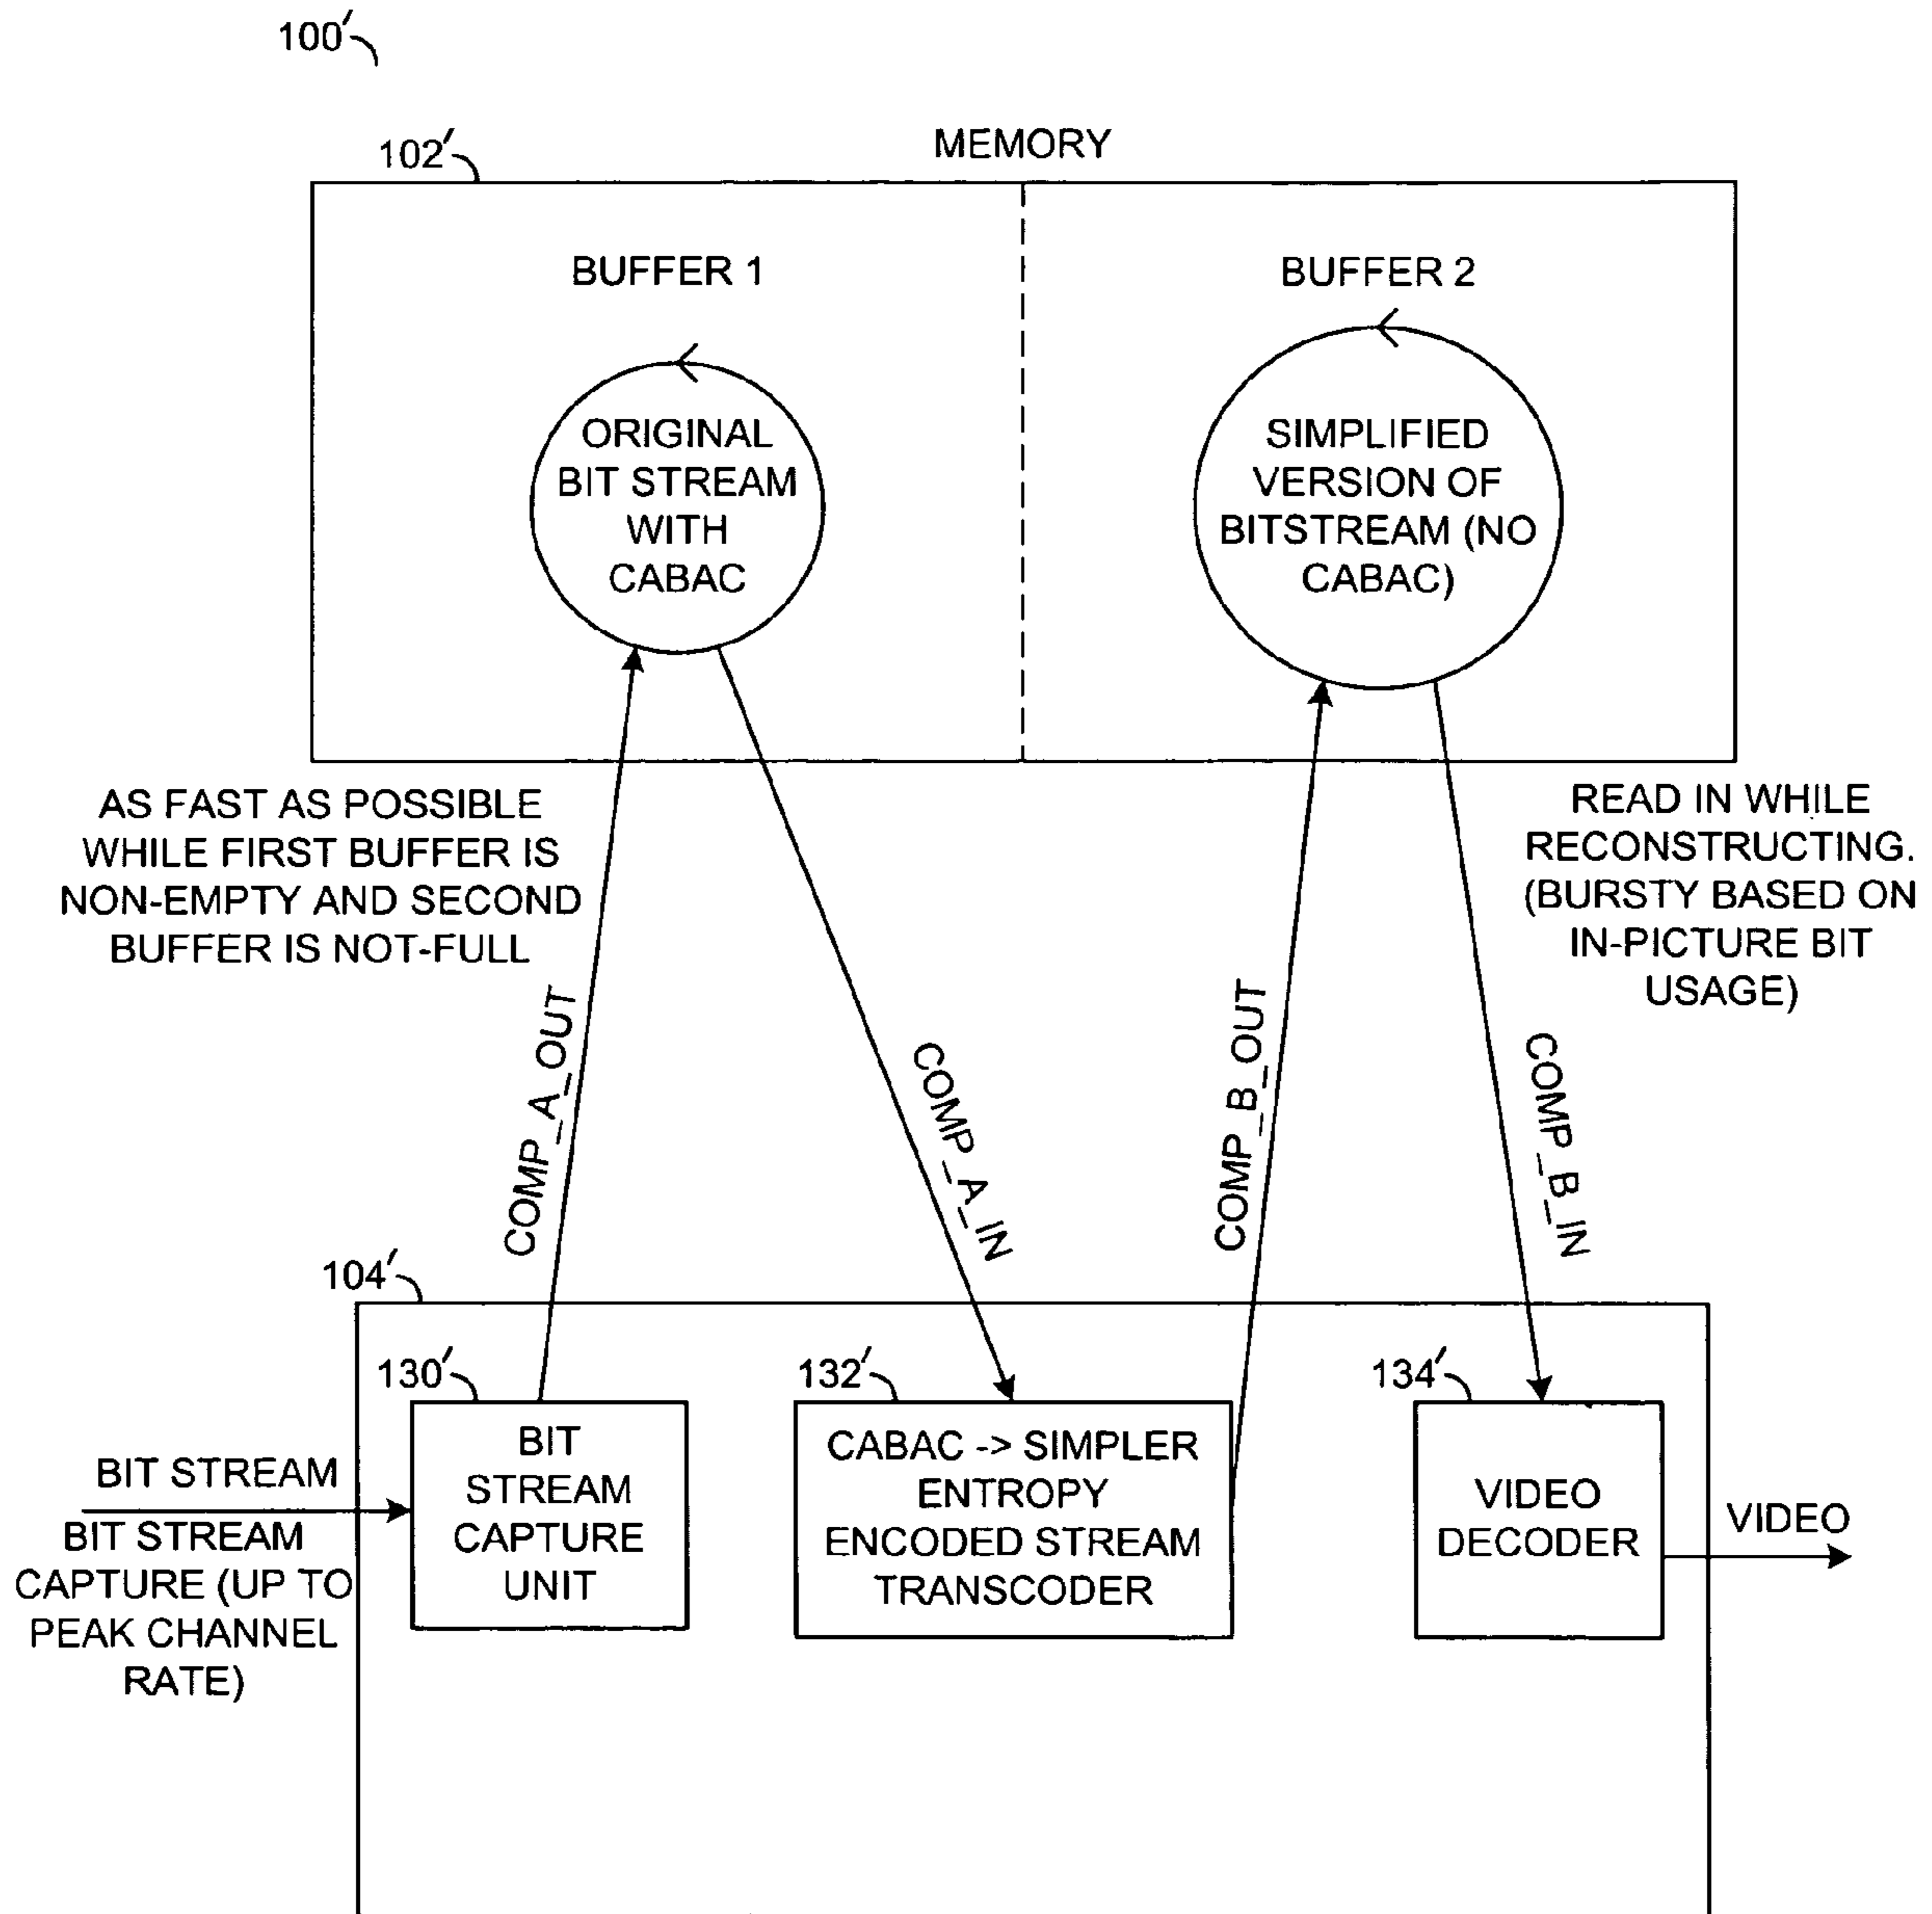 100′
102′
MEMORY
BUFFER 1
BUFFER 2
ORIGINAL
BIT STREAM
WITH
CABAC
SIMPLIFIED
VERSION OF
BITSTREAM (NO
CABAC)
AS FAST AS POSSIBLE
WHILE FIRST BUFFER IS
NON-EMPTY AND SECOND
BUFFER IS NOT-FULL
READ IN WHILE
RECONSTRUCTING.
(BURSTY BASED ON
IN-PICTURE BIT
USAGE)
COMP_A_OUT
COMP_A_IN
COMP_B_OUT
COMP_B_IN
104′
130′
132′
134′
BIT STREAM
BIT STREAM
CAPTURE (UP TO
PEAK CHANNEL
RATE)
BIT
STREAM
CAPTURE
UNIT
CABAC -> SIMPLER
ENTROPY
ENCODED STREAM
TRANSCODER
VIDEO
DECODER
VIDEO